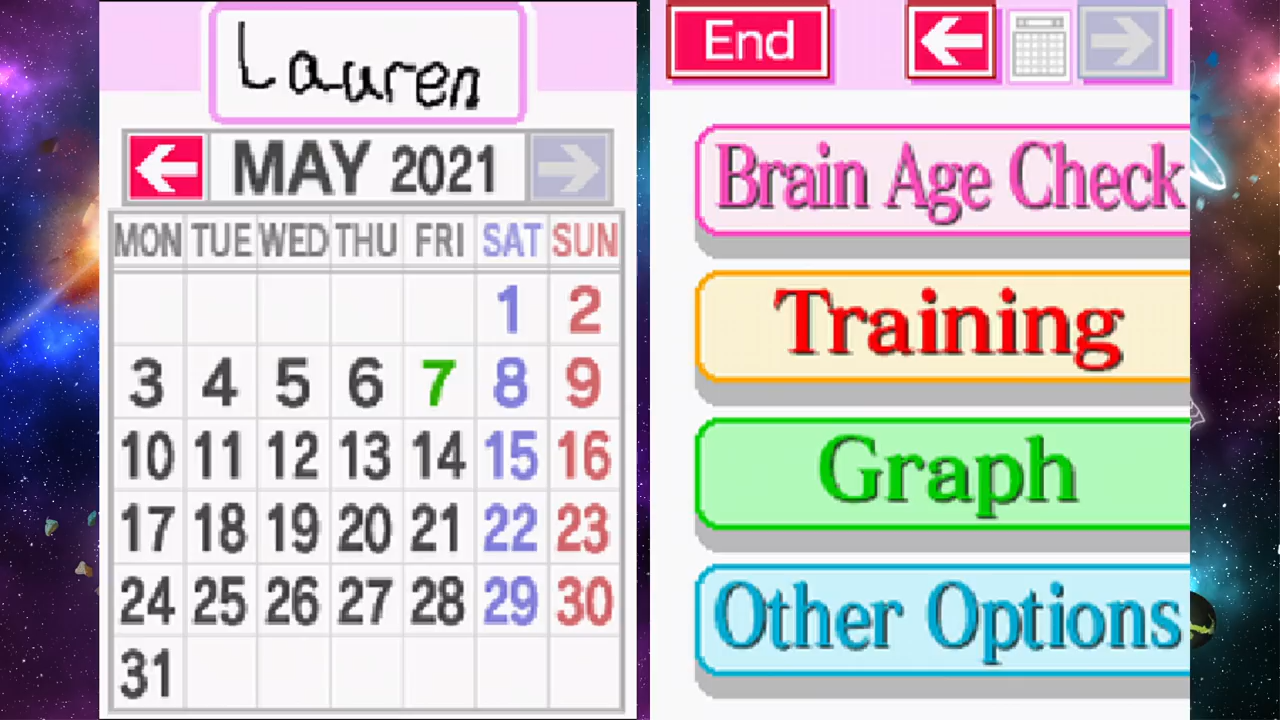 Lauren
MAY 2021
MON TUE WED THU FRI SAT SUN
1 2
3 4 5 6 7 8 9
10 11 12 13 14 15 16
17 18 19 20 21 22 23
24 25 26 27 28 29 30
31
End
Brain Age Check
Training
Graph
Other Options